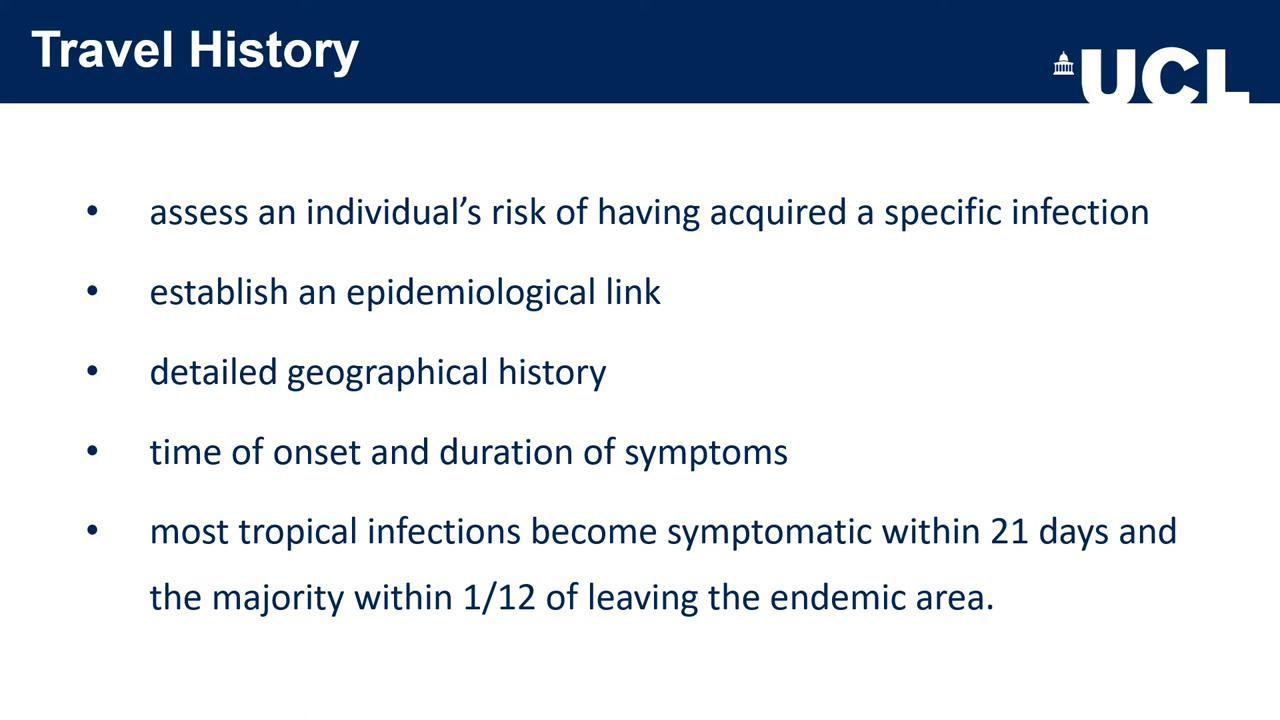 Travel History
UCL
• assess an individual’s risk of having acquired a specific infection
• establish an epidemiological link
• detailed geographical history
• time of onset and duration of symptoms
• most tropical infections become symptomatic within 21 days and
the majority within 1/12 of leaving the endemic area.